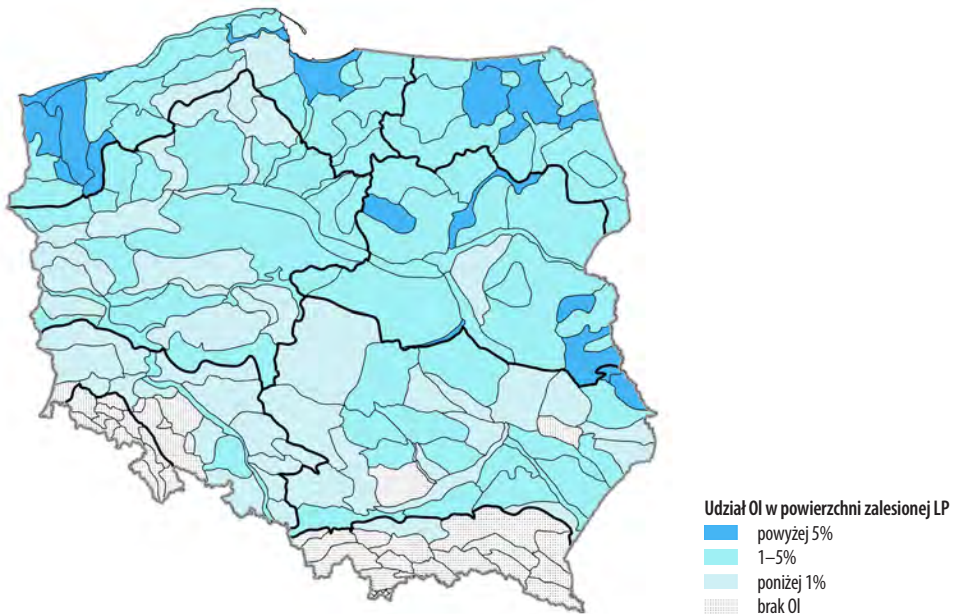 Udział Ol w powierzchni zalesionej LP
powyżej 5%
1–5%
poniżej 1%
brak Ol